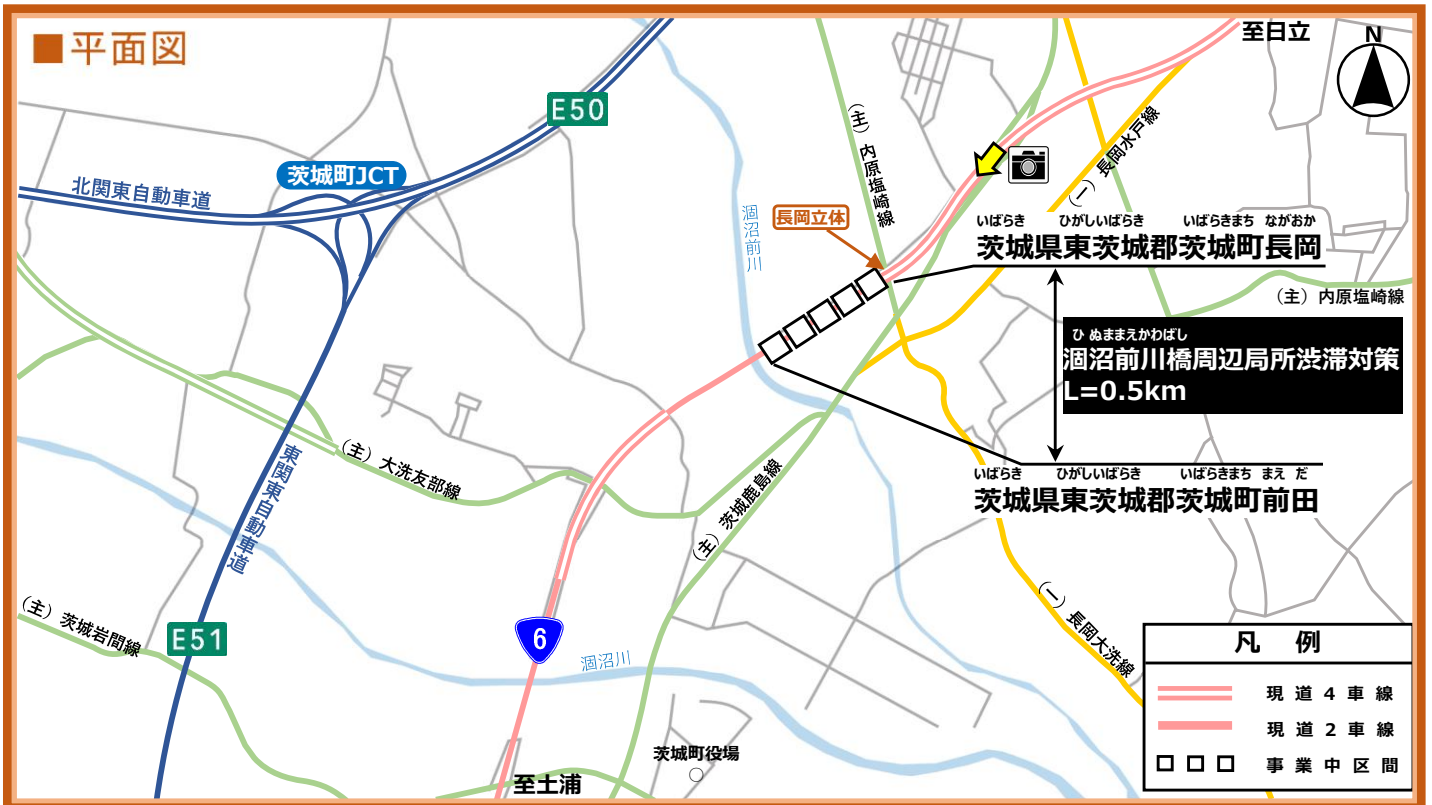 ■平面図
至日立
N
E50
茨城町JCT
北関東自動車道
(主)内原塩崎線
(一)長岡水戸線
涸沼前川
長岡立体
いばらき ひがしいばらき いばらきまち ながおか
茨城県東茨城郡茨城町長岡
(主)内原塩崎線
ひ ぬままえかわばし
涸沼前川橋周辺局所渋滞対策
L=0.5km
いばらき ひがしいばらき いばらきまち まえ だ
茨城県東茨城郡茨城町前田
(主)大洗友部線
東関東自動車道
(主)茨城鹿島線
(主)茨城岩間線
E51
6
涸沼川
(一)長岡大洗線
茨城町役場
至土浦
凡 例
現道4車線
現道2車線
事業中区間